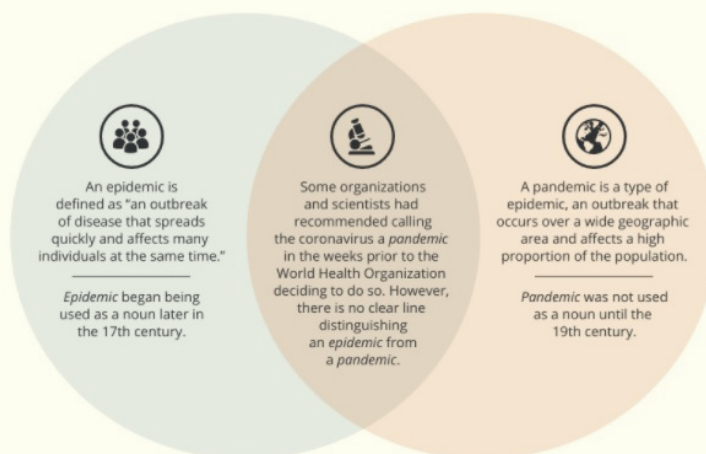 An epidemic is
defined as “an outbreak
of disease that spreads
quickly and affects many
individuals at the same time.”
Epidemic began being
used as a noun later in
the 17th century.
Some organizations
and scientists had
recommended calling
the coronavirus a pandemic
in the weeks prior to the
World Health Organization
deciding to do so. However,
there is no clear line
distinguishing
an epidemic from
a pandemic.
A pandemic is a type of
epidemic, an outbreak that
occurs over a wide geographic
area and affects a high
proportion of the population.
Pandemic was not used
as a noun until the
19th century.